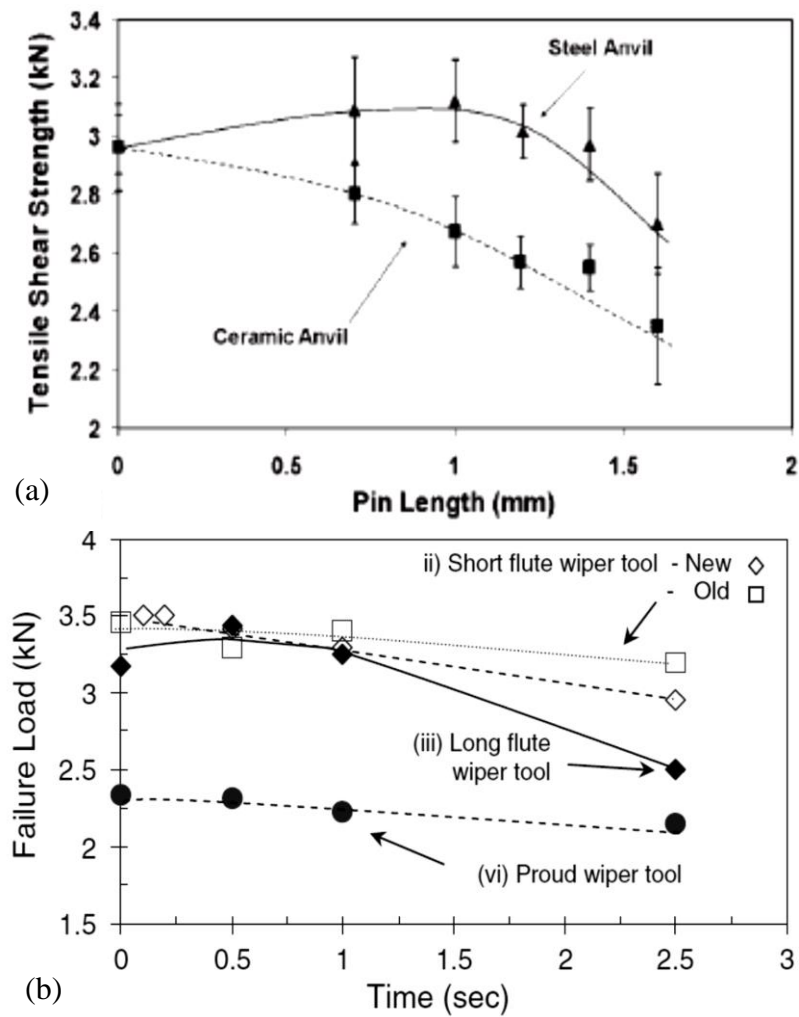 3.4
3.2
3
2.8
2.6
2.4
2.2
2
Tensile Shear Strength (kN)
Steel Anvil
Ceramic Anvil
0
0.5
1
1.5
2
Pin Length (mm)
(a)
4
3.5
3
2.5
2
1.5
Failure Load (kN)
ii) Short flute wiper tool - New ◇
- Old □
(iii) Long flute
wiper tool
(vi) Proud wiper tool
0
0.5
1
1.5
2
2.5
3
Time (sec)
(b)